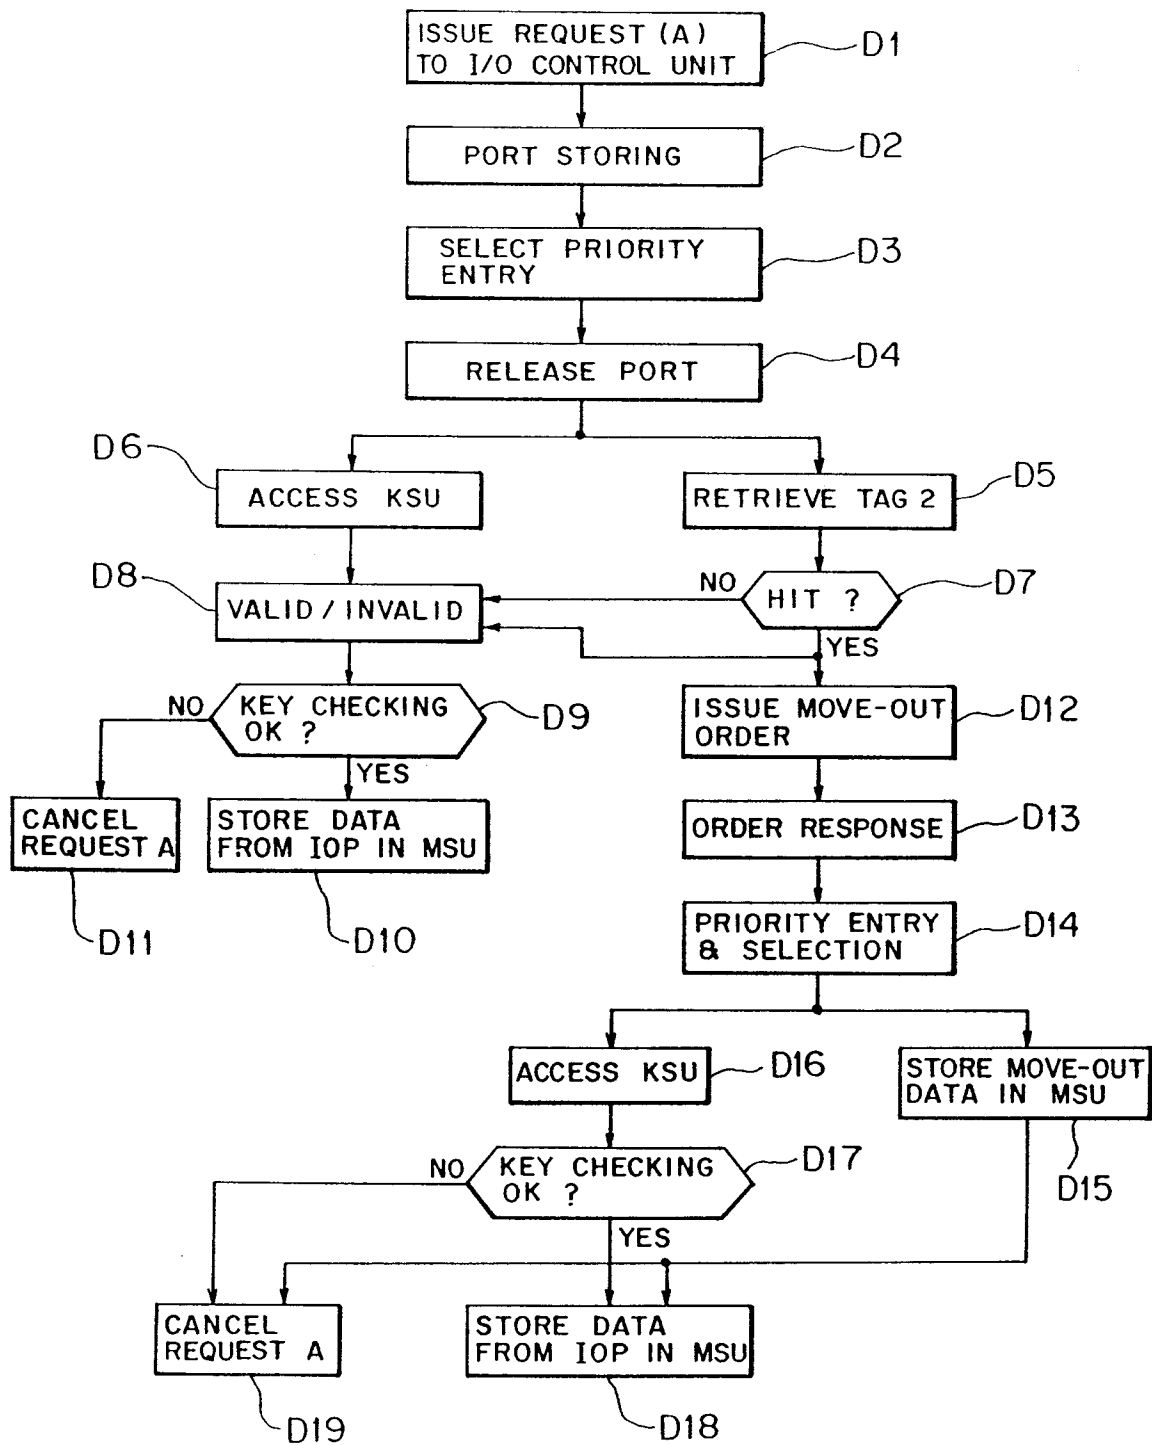 ISSUE REQUEST (A)
TO I/O CONTROL UNIT
D1
PORT STORING
D2
SELECT PRIORITY
ENTRY
D3
RELEASE PORT
D4
D6
ACCESS KSU
RETRIEVE TAG 2
D5
D8
VALID / INVALID
NO
HIT ?
D7
YES
NO
KEY CHECKING
OK ?
D9
YES
ISSUE MOVE-OUT
ORDER
D12
CANCEL
REQUEST A
D11
STORE DATA
FROM IOP IN MSU
D10
ORDER RESPONSE
D13
PRIORITY ENTRY
& SELECTION
D14
ACCESS KSU
D16
STORE MOVE-OUT
DATA IN MSU
D15
NO
KEY CHECKING
OK ?
D17
YES
CANCEL
REQUEST A
D19
STORE DATA
FROM IOP IN MSU
D18